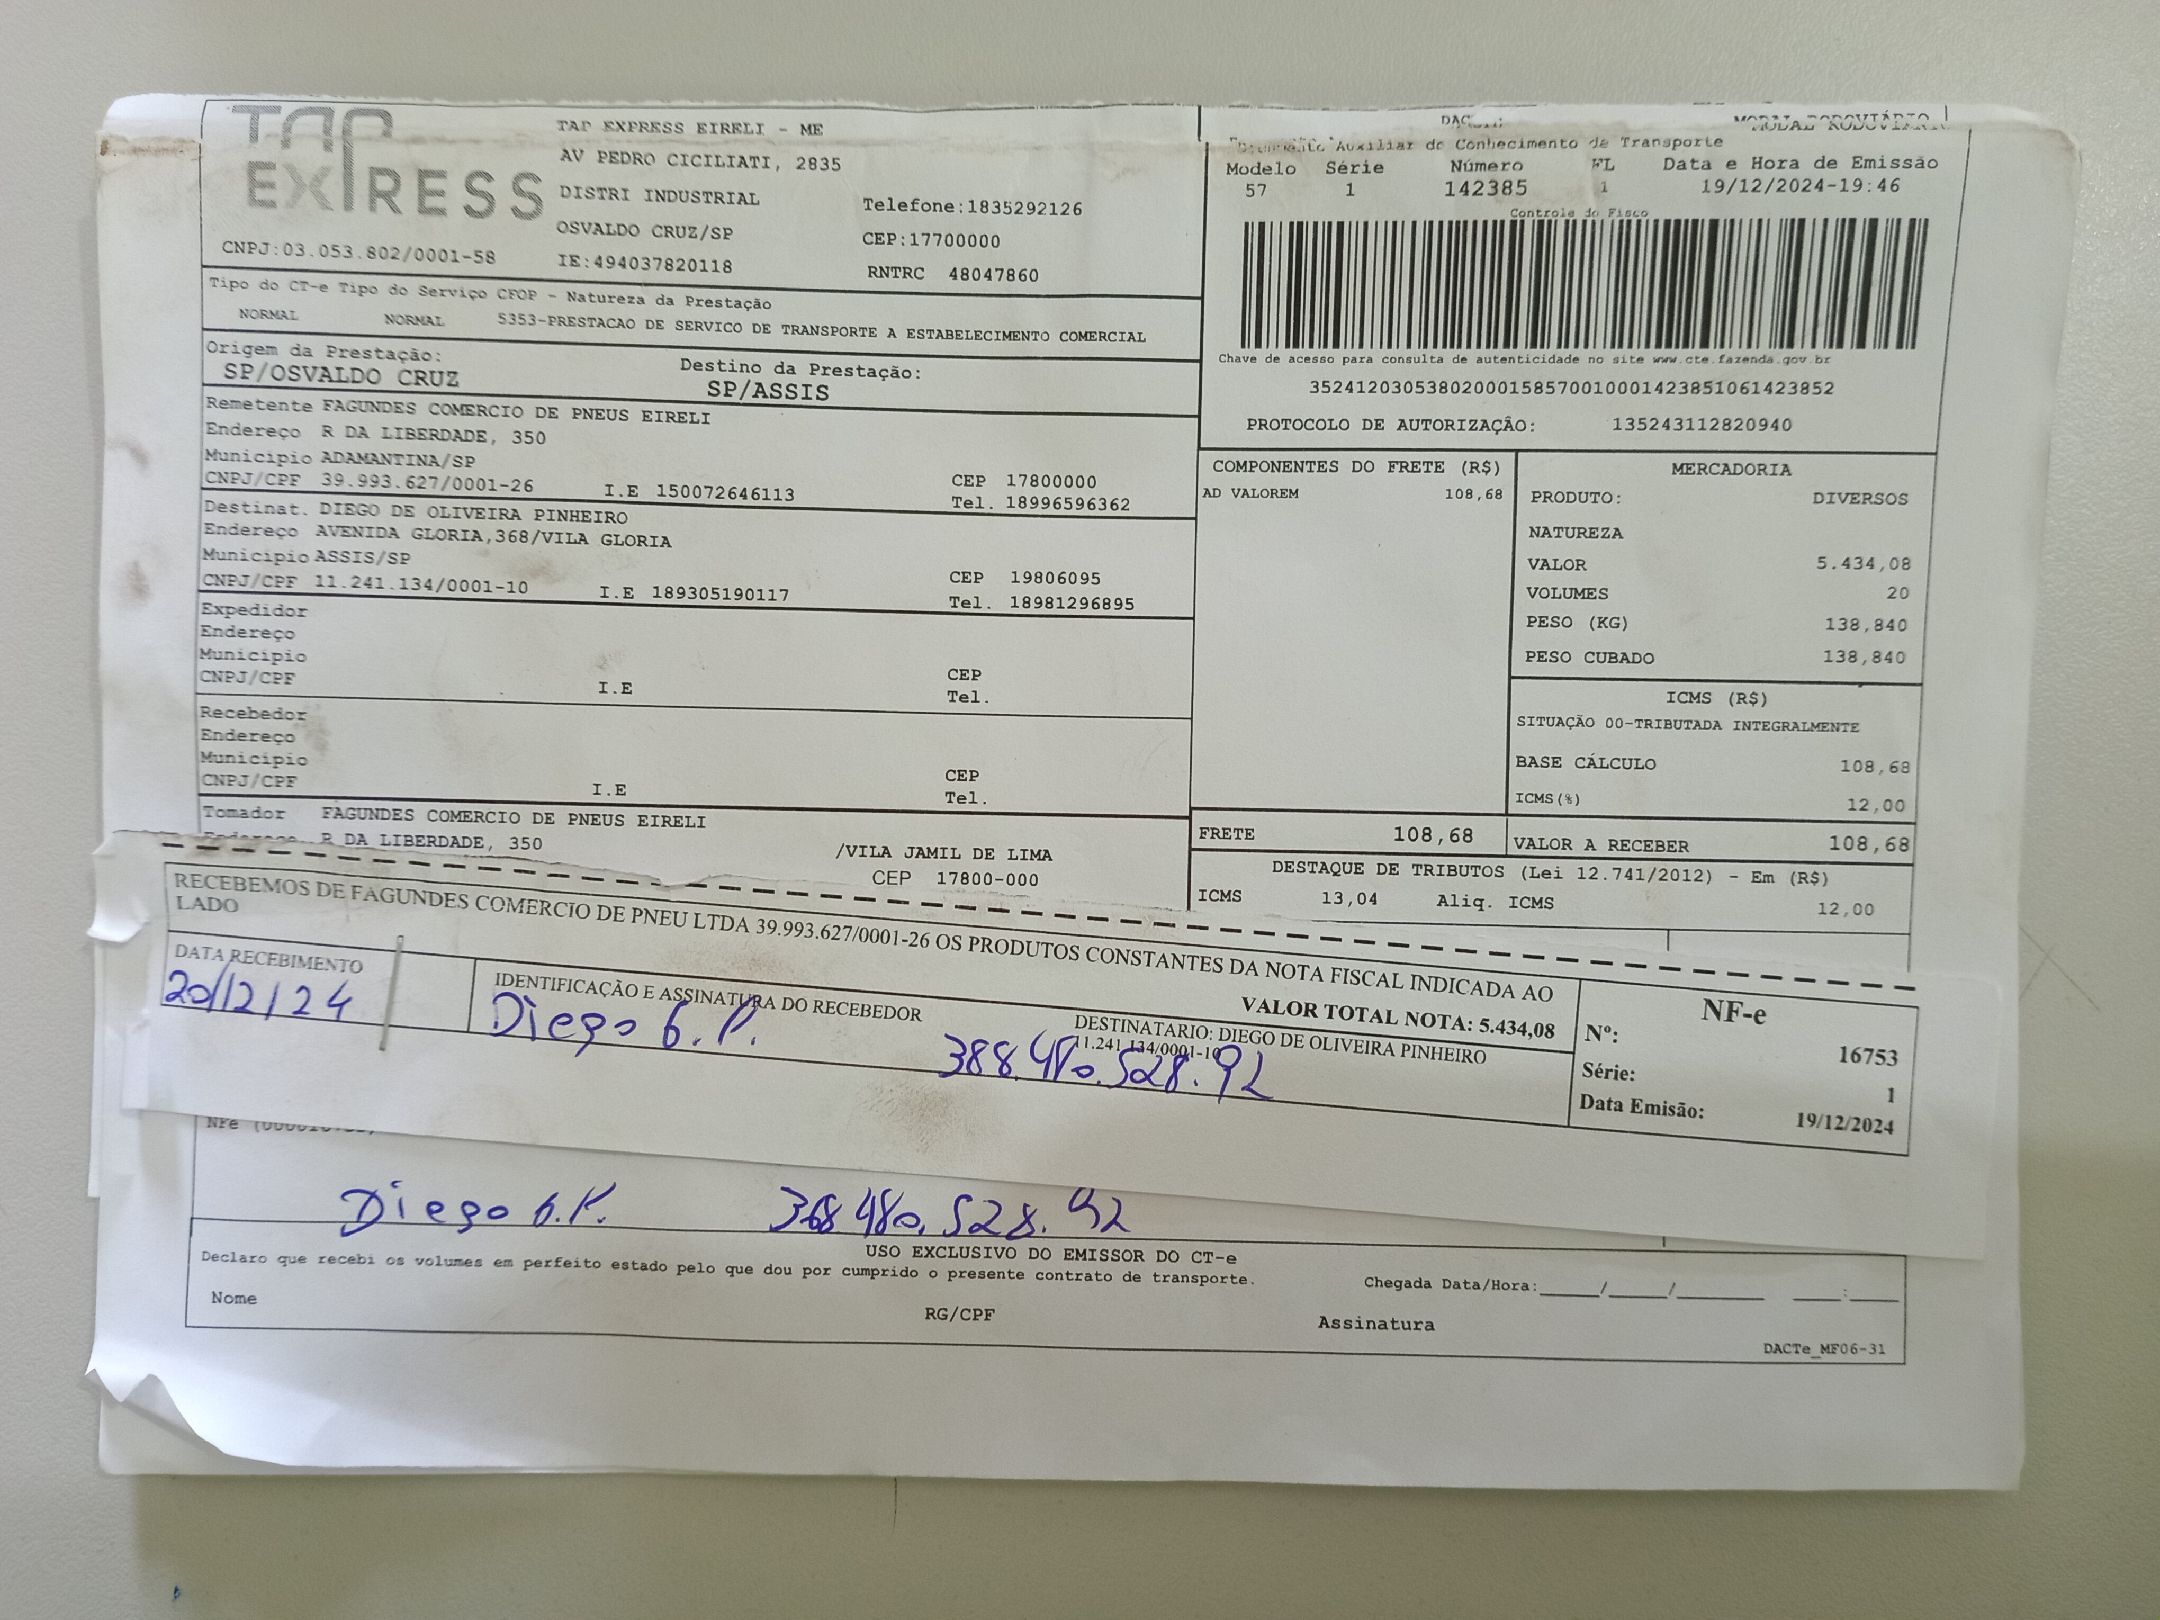 TAP
EXPRESS
CNPJ:03.053.802/0001-58
TAP EXPRESS EIRELI - ME
AV PEDRO CICILIATI, 2835
DISTRI INDUSTRIAL
OSVALDO CRUZ/SP
IE:494037820118
Telefone:1835292126
CEP:17700000
RNTRC 48047860
Auxiliar do Conhecimento de Transporte
Modelo Série Número FL Data e Hora de Emissão
57 1 142385 1 19/12/2024-19:46
Controle do Fisco
Chave de acesso para consulta de autenticidade no site www.cte.fazenda.gov.br
35241203053802000158570010001423851061423852
PROTOCOLO DE AUTORIZAÇÃO: 135243112820940
Tipo do CT-e Tipo do Serviço CFOP - Natureza da Prestação
NORMAL NORMAL 5353-PRESTACAO DE SERVICO DE TRANSPORTE A ESTABELECIMENTO COMERCIAL
Origem da Prestação: Destino da Prestação:
SP/OSVALDO CRUZ SP/ASSIS
Remetente FAGUNDES COMERCIO DE PNEUS EIRELI
Endereço R DA LIBERDADE, 350
Município ADAMANTINA/SP CEP 17800000
CNPJ/CPF 39.993.627/0001-26 I.E 150072646113 Tel. 18996596362
Destinat. DIEGO DE OLIVEIRA PINHEIRO
Endereço AVENIDA GLORIA,368/VILA GLORIA
Município ASSIS/SP CEP 19806095
CNPJ/CPF 11.241.134/0001-10 I.E 189305190117 Tel. 18981296895
Expedidor
Endereço
Município CEP
CNPJ/CPF I.E Tel.
Recebedor
Endereço
Município CEP
CNPJ/CPF I.E Tel.
Tomador FAGUNDES COMERCIO DE PNEUS EIRELI
Endereço R DA LIBERDADE, 350 /VILA JAMIL DE LIMA
CEP 17800-000
COMPONENTES DO FRETE (R$)
AD VALOREM 108,68
MERCADORIA
PRODUTO: DIVERSOS
NATUREZA
VALOR 5.434,08
VOLUMES 20
PESO (KG) 138,840
PESO CUBADO 138,840
ICMS (R$)
SITUAÇÃO 00-TRIBUTADA INTEGRALMENTE
BASE CÁLCULO 108,68
ICMS(%) 12,00
FRETE 108,68 VALOR A RECEBER 108,68
DESTAQUE DE TRIBUTOS (Lei 12.741/2012) - Em (R$)
ICMS 13,04 Aliq. ICMS 12,00
RECEBEMOS DE FAGUNDES COMERCIO DE PNEU LTDA 39.993.627/0001-26 OS PRODUTOS CONSTANTES DA NOTA FISCAL INDICADA AO
LADO
VALOR TOTAL NOTA: 5.434,08
DATA RECEBIMENTO
20/12/24
IDENTIFICAÇÃO E ASSINATURA DO RECEBEDOR
Diego
DESTINATARIO: DIEGO DE OLIVEIRA PINHEIRO
11.241.134/0001-10
388.480.528.92
NF-e
Nº: 16753
Série: 1
Data Emissão: 19/12/2024
Diego 480.528.92
USO EXCLUSIVO DO EMISSOR DO CT-e
Declaro que recebi os volumes em perfeito estado pelo que dou por cumprido o presente contrato de transporte.
Chegada Data/Hora:____/____/______ ___:___
Nome RG/CPF Assinatura
DACTe_MF06-31